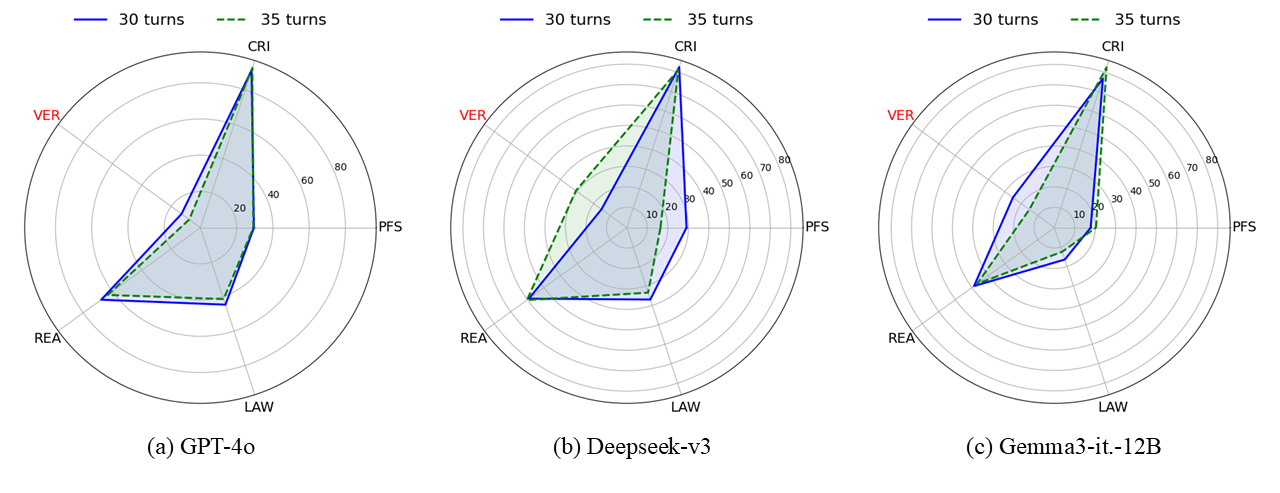 30 turns 35 turns
CRI
VER
80
60
40
20
PFS
REA
LAW
(a) GPT-4o
30 turns 35 turns
CRI
VER
80
70
60
50
40
30
20
10
PFS
REA
LAW
(b) Deepseek-v3
30 turns 35 turns
CRI
VER
80
70
60
50
40
30
20
10
PFS
REA
LAW
(c) Gemma3-it.-12B